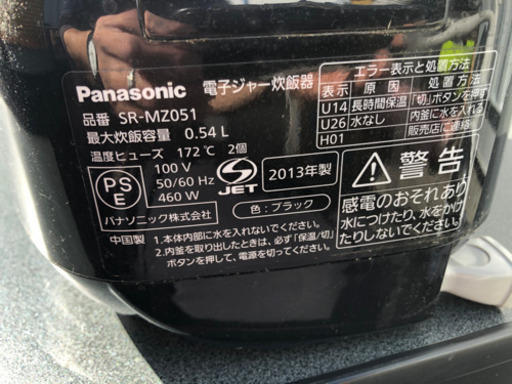 Panasonic 電子ジャー炊飯器
品番 SR-MZ051
最大炊飯容量 0.54 L
温度ヒューズ 172℃ 2個
PS
E
100 V
50/60 Hz
460 W
S
JET
2013年製
パナソニック株式会社
色：ブラック
中国製
1.本体内部に水を入れないでください。
2.内釜を取り出したときは、必ず「保温/切」
ボタンを押して、電源を切ってください。
エラー表示と処置方法
表示 原因 処置方法
U14 長時間保温 「切」ボタンを押す
U26 水なし 内釜に水を入れる
H01 販売店に連絡
警告
感電のおそれあり
水につけたり、水をかけ
たりしないでください